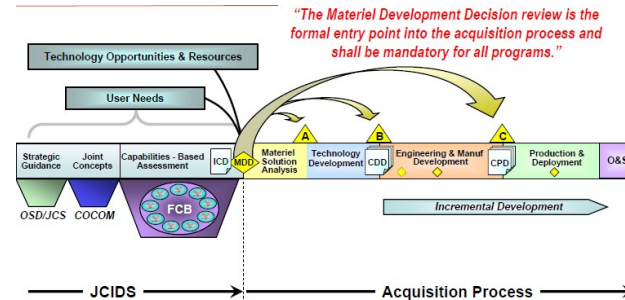 “The Materiel Development Decision review is the
formal entry point into the acquisition process and
shall be mandatory for all programs.”
Technology Opportunities & Resources
User Needs
A
B
C
Strategic
Guidance
Joint
Concepts
Capabilities - Based
Assessment
ICD
MDD
Materiel
Solution
Analysis
Technology
Development
CDD
Engineering & Manuf
Development
CPD
Production &
Deployment
O&S
OSD/JCS
COCOM
FCB
Incremental Development
JCIDS
Acquisition Process